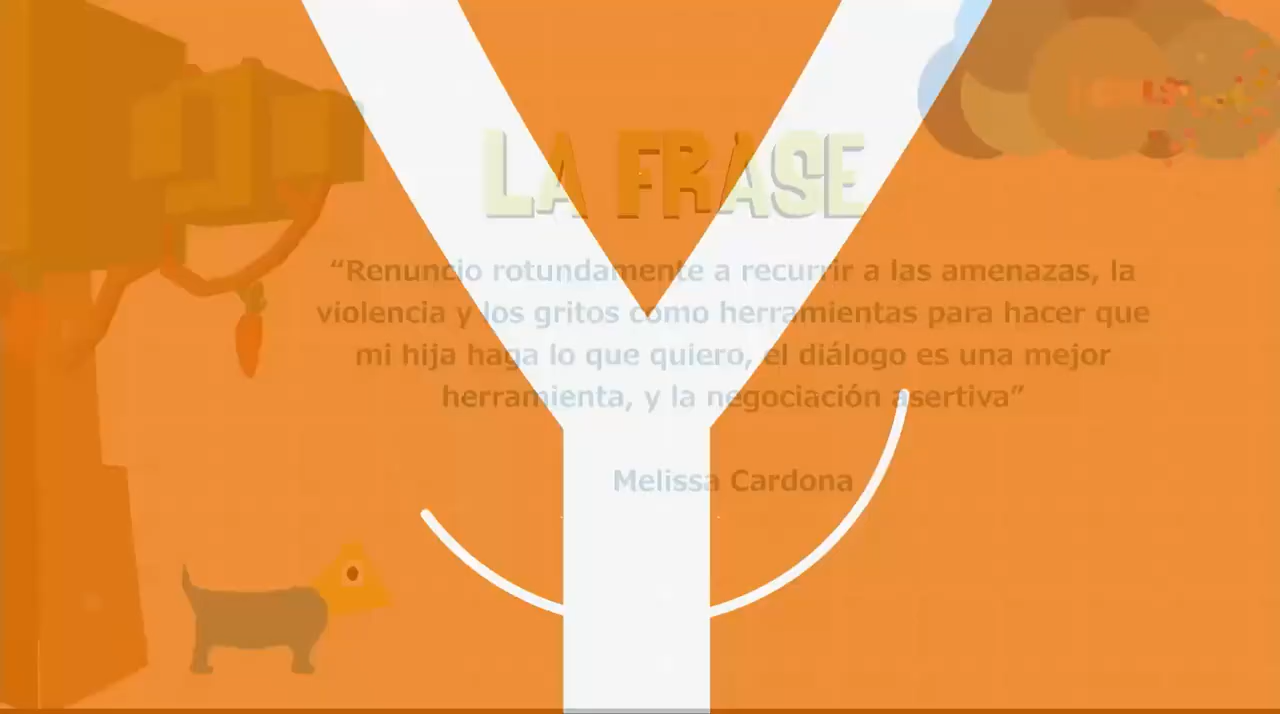 LA FRASE
“Renuncio rotundamente a recurrir a las amenazas, la
violencia y los gritos como herramientas para hacer que
mi hija haga lo que quiero, el diálogo es una mejor
herramienta, y la negociación asertiva”
Melissa Cardona